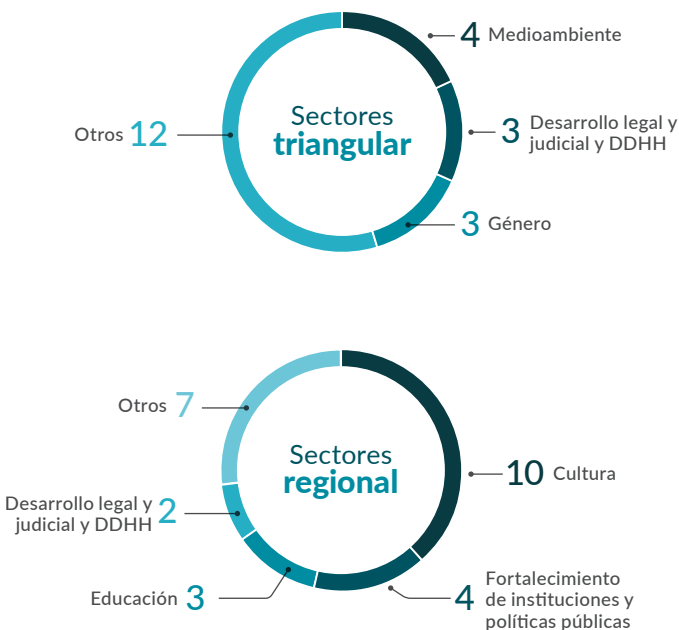 Sectores
triangular
4 Medioambiente
3 Desarrollo legal y
judicial y DDHH
3 Género
Otros 12
Sectores
regional
10 Cultura
4 Fortalecimiento
de instituciones y
políticas públicas
Educación 3
Desarrollo legal y
judicial y DDHH 2
Otros 7